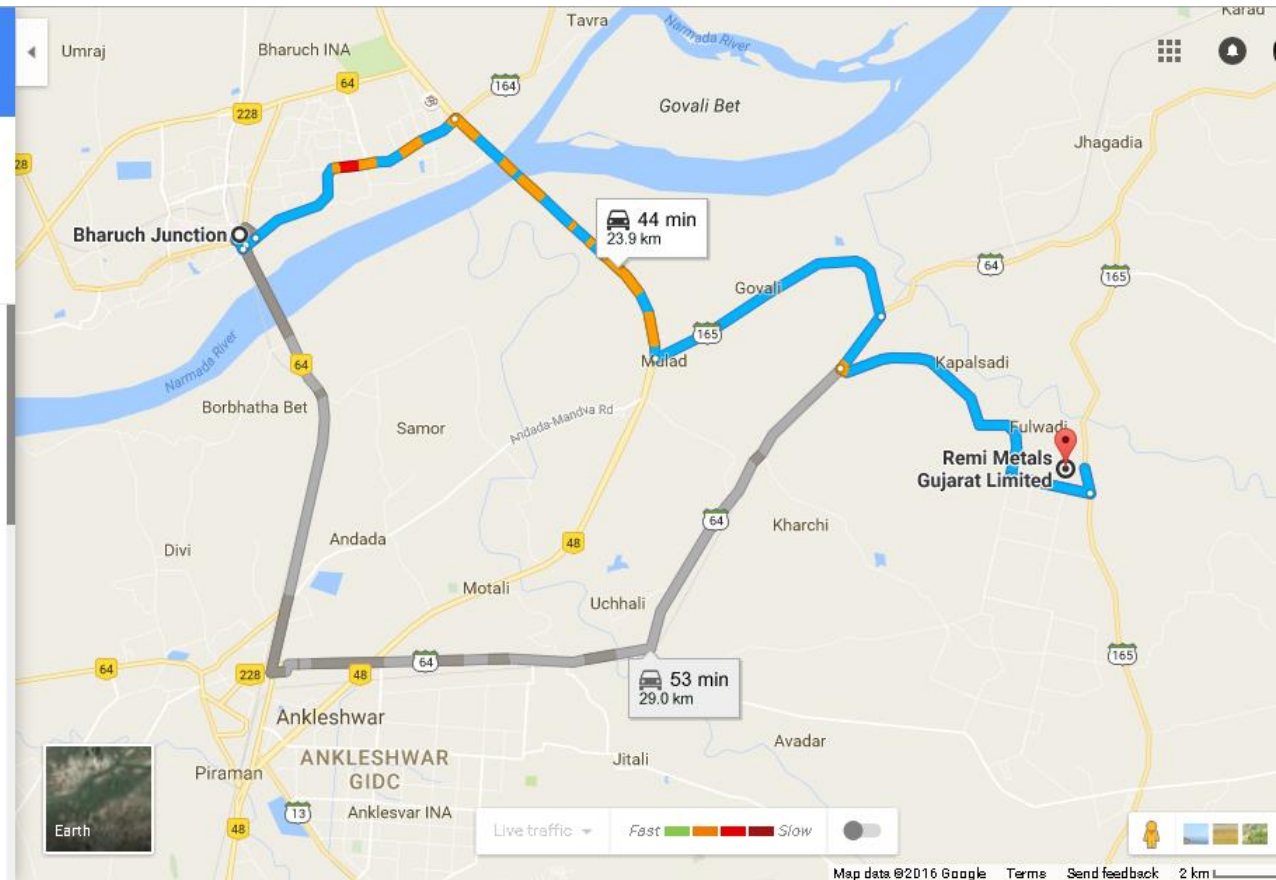 Karad
Tavra
Umraj
Bharuch INA
Narmada River
64
164
228
Govali Bet
Jhagadia
28
Bharuch Junction
44 min
23.9 km
64
165
Govali
165
Mulad
Kapalsadi
Narmada River
64
Borbhatha Bet
Andada-Mandva Rd
Samor
Fulwadi
Remi Metals
Gujarat Limited
64
Kharchi
Andada
48
Divi
Motali
Uchhali
64
228
48
64
165
53 min
29.0 km
Ankleshwar
Avadar
ANKLESHWAR
GIDC
Jitali
Piraman
13
Anklesvar INA
48
Earth
Live traffic
Fast
Slow
Map data ©2016 Google
Terms
Send feedback
2 km